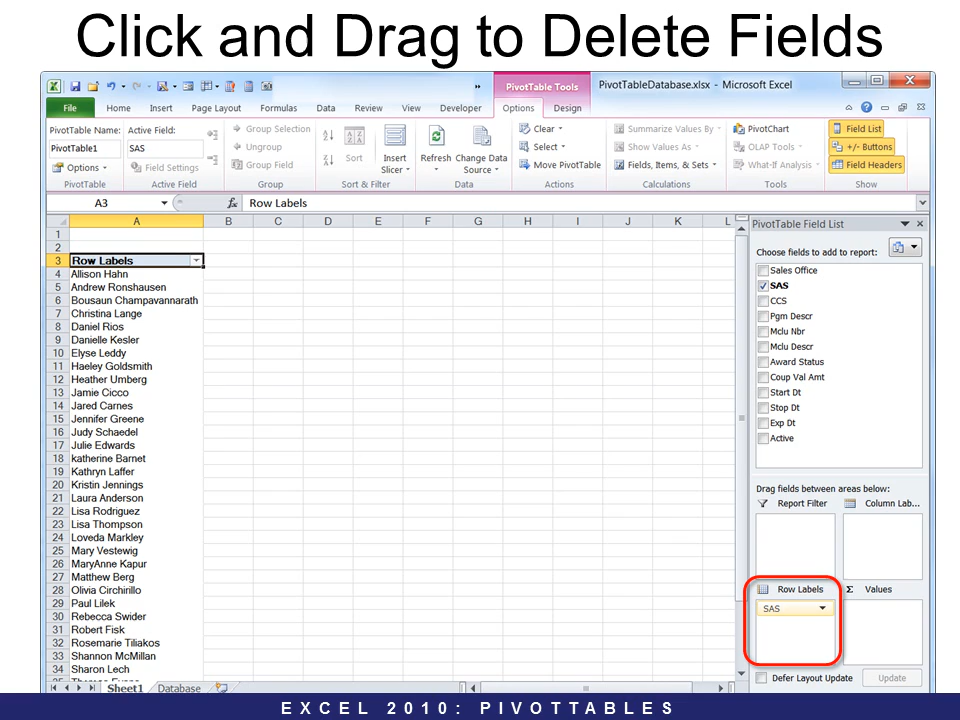 Click and Drag to Delete Fields
PivotTable Tools
PivotTableDatabase.xlsx - Microsoft Excel
File Home Insert Page Layout Formulas Data Review View Developer Options Design
PivotTable Name: Active Field:
PivotTable1 SAS
Options Field Settings
PivotTable Active Field
Group Selection
Ungroup
Group Field
Group
Sort
Insert Slicer
Sort & Filter
Refresh Change Data Source
Data
Clear
Select
Move PivotTable
Actions
Summarize Values By
Show Values As
Fields, Items, & Sets
Calculations
PivotChart
OLAP Tools
What-If Analysis
Tools
Field List
+/- Buttons
Field Headers
Show
A3 fx Row Labels
A B C D E F G H I J K L
1
2
3 Row Labels
4 Allison Hahn
5 Andrew Ronshausen
6 Bousaun Champavannarath
7 Christina Lange
8 Daniel Rios
9 Danielle Kesler
10 Elyse Leddy
11 Haeley Goldsmith
12 Heather Umberg
13 Jamie Cicco
14 Jared Carnes
15 Jennifer Greene
16 Judy Schaedel
17 Julie Edwards
18 katherine Barnet
19 Kathryn Laffer
20 Kristin Jennings
21 Laura Anderson
22 Lisa Rodriguez
23 Lisa Thompson
24 Loveda Markley
25 Mary Vestewig
26 MaryAnne Kapur
27 Matthew Berg
28 Olivia Circhirillo
29 Paul Lilek
30 Rebecca Swider
31 Robert Fisk
32 Rosemarie Tiliakos
33 Shannon McMillan
34 Sharon Lech
Sheet1 Database
PivotTable Field List
Choose fields to add to report:
Sales Office
SAS
CCS
Pgm Descr
Mclu Nbr
Mclu Descr
Award Status
Coup Val Amt
Start Dt
Stop Dt
Exp Dt
Active
Drag fields between areas below:
Report Filter Column Lab...
Row Labels Σ Values
SAS
Defer Layout Update Update
EXCEL 2010: PIVOTTABLES